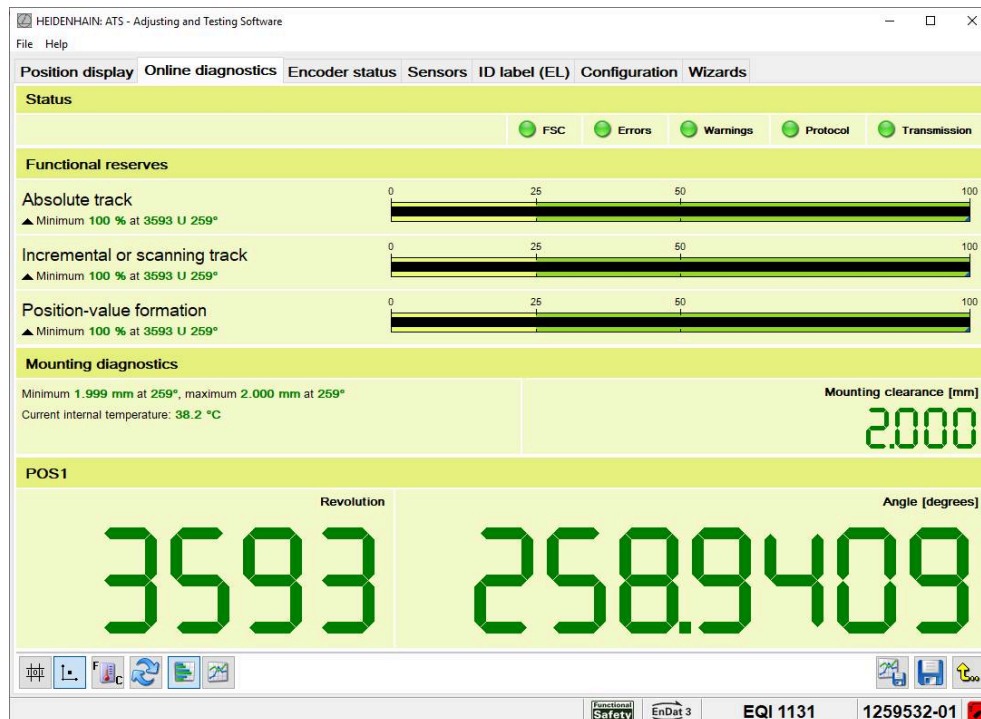 HEIDENHAIN: ATS - Adjusting and Testing Software
File Help
Position display Online diagnostics Encoder status Sensors ID label (EL) Configuration Wizards
Status
FSC Errors Warnings Protocol Transmission
Functional reserves
Absolute track 0 25 50 100
Minimum 100 % at 3593 U 259°
Incremental or scanning track 0 25 50 100
Minimum 100 % at 3593 U 259°
Position-value formation 0 25 50 100
Minimum 100 % at 3593 U 259°
Mounting diagnostics
Minimum 1.999 mm at 259°, maximum 2.000 mm at 259° Mounting clearance [mm]
Current internal temperature: 38.2 °C 2.000
POS1
Revolution Angle [degrees]
3593 258.9409
F C
Functional Safety EnDat 3 EQI 1131 1259532-01